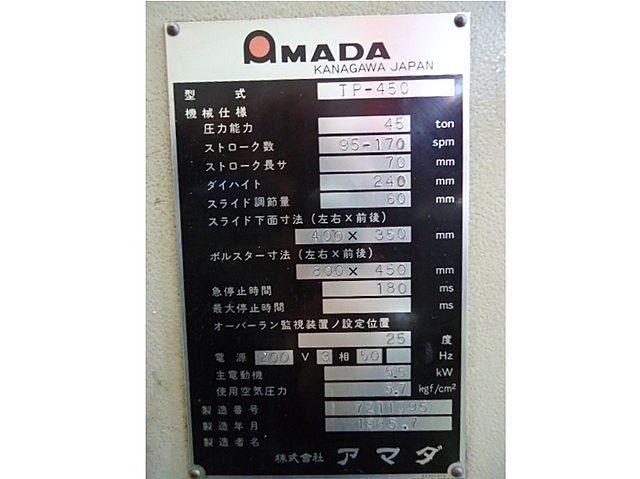 AMADA
KANAGAWA JAPAN
型式 TP-45C
機械仕様
圧力能力 45 ton
ストローク数 95-170 spm
ストローク長サ 70 mm
ダイハイト 240 mm
スライド調節量 60 mm
スライド下面寸法(左右×前後)
400 × 350 mm
ボルスター寸法(左右×前後)
800 × 450 mm
急停止時間 180 ms
最大停止時間 ms
オーバーラン監視装置ノ設定位置
25 度
電源 200 V 3 相 50 Hz
主電動機 5.5 kW
使用空気圧力 5.7 kgf/cm²
製造番号
製造年月
製造者名
株式会社 アマダ